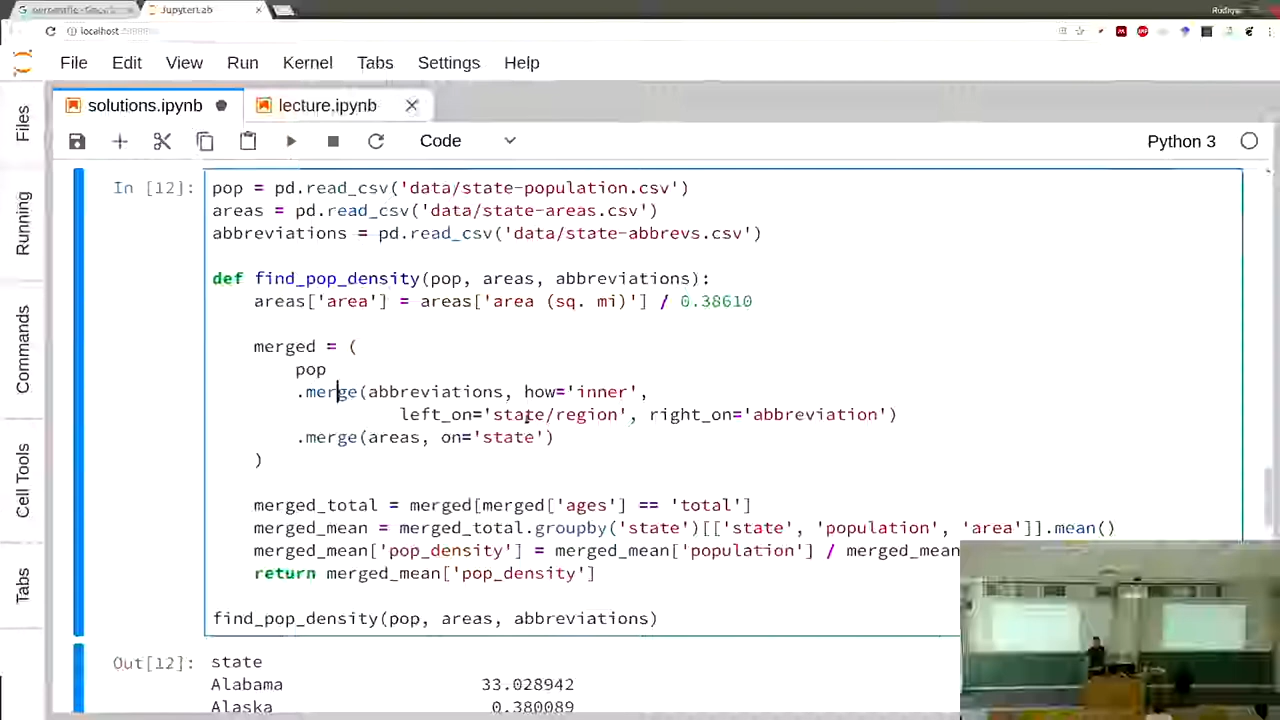 JupyterLab
localhost
File Edit View Run Kernel Tabs Settings Help
solutions.ipynb
lecture.ipynb
Code
Python 3
Files
Running
Commands
Cell Tools
Tabs
In [12]:
pop = pd.read_csv('data/state-population.csv')
areas = pd.read_csv('data/state-areas.csv')
abbreviations = pd.read_csv('data/state-abbrevs.csv')
def find_pop_density(pop, areas, abbreviations):
areas['area'] = areas['area (sq. mi)'] / 0.38610
merged = (
pop
.merge(abbreviations, how='inner',
left_on='state/region', right_on='abbreviation')
.merge(areas, on='state')
)
merged_total = merged[merged['ages'] == 'total']
merged_mean = merged_total.groupby('state')[['state', 'population', 'area']].mean()
merged_mean['pop_density'] = merged_mean['population'] / merged_mean
return merged_mean['pop_density']
find_pop_density(pop, areas, abbreviations)
Out[12]:
state
Alabama 33.028942
Alaska 0.380089